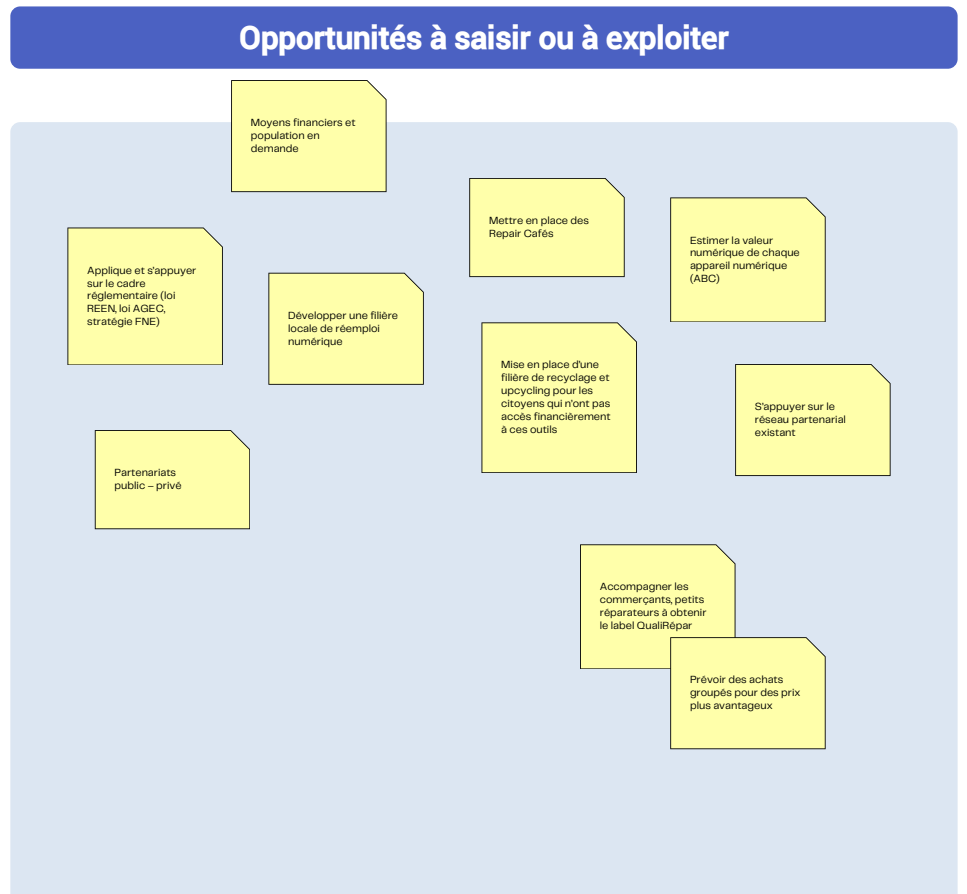 Opportunités à saisir ou à exploiter
Moyens financiers et
population en
demande
Mettre en place des
Repair Cafés
Estimer la valeur
numérique de chaque
appareil numérique
(ABC)
Applique et s'appuyer
sur le cadre
réglementaire (loi
REEN, loi AGEC,
stratégie FNE)
Développer une filière
locale de réemploi
numérique
Mise en place d'une
filière de recyclage et
upcycling pour les
citoyens qui n'ont pas
accès financièrement
à ces outils
S'appuyer sur le
réseau partenarial
existant
Partenariats
public – privé
Accompagner les
commerçants, petits
réparateurs à obtenir
le label QualiRépar
Prévoir des achats
groupés pour des prix
plus avantageux